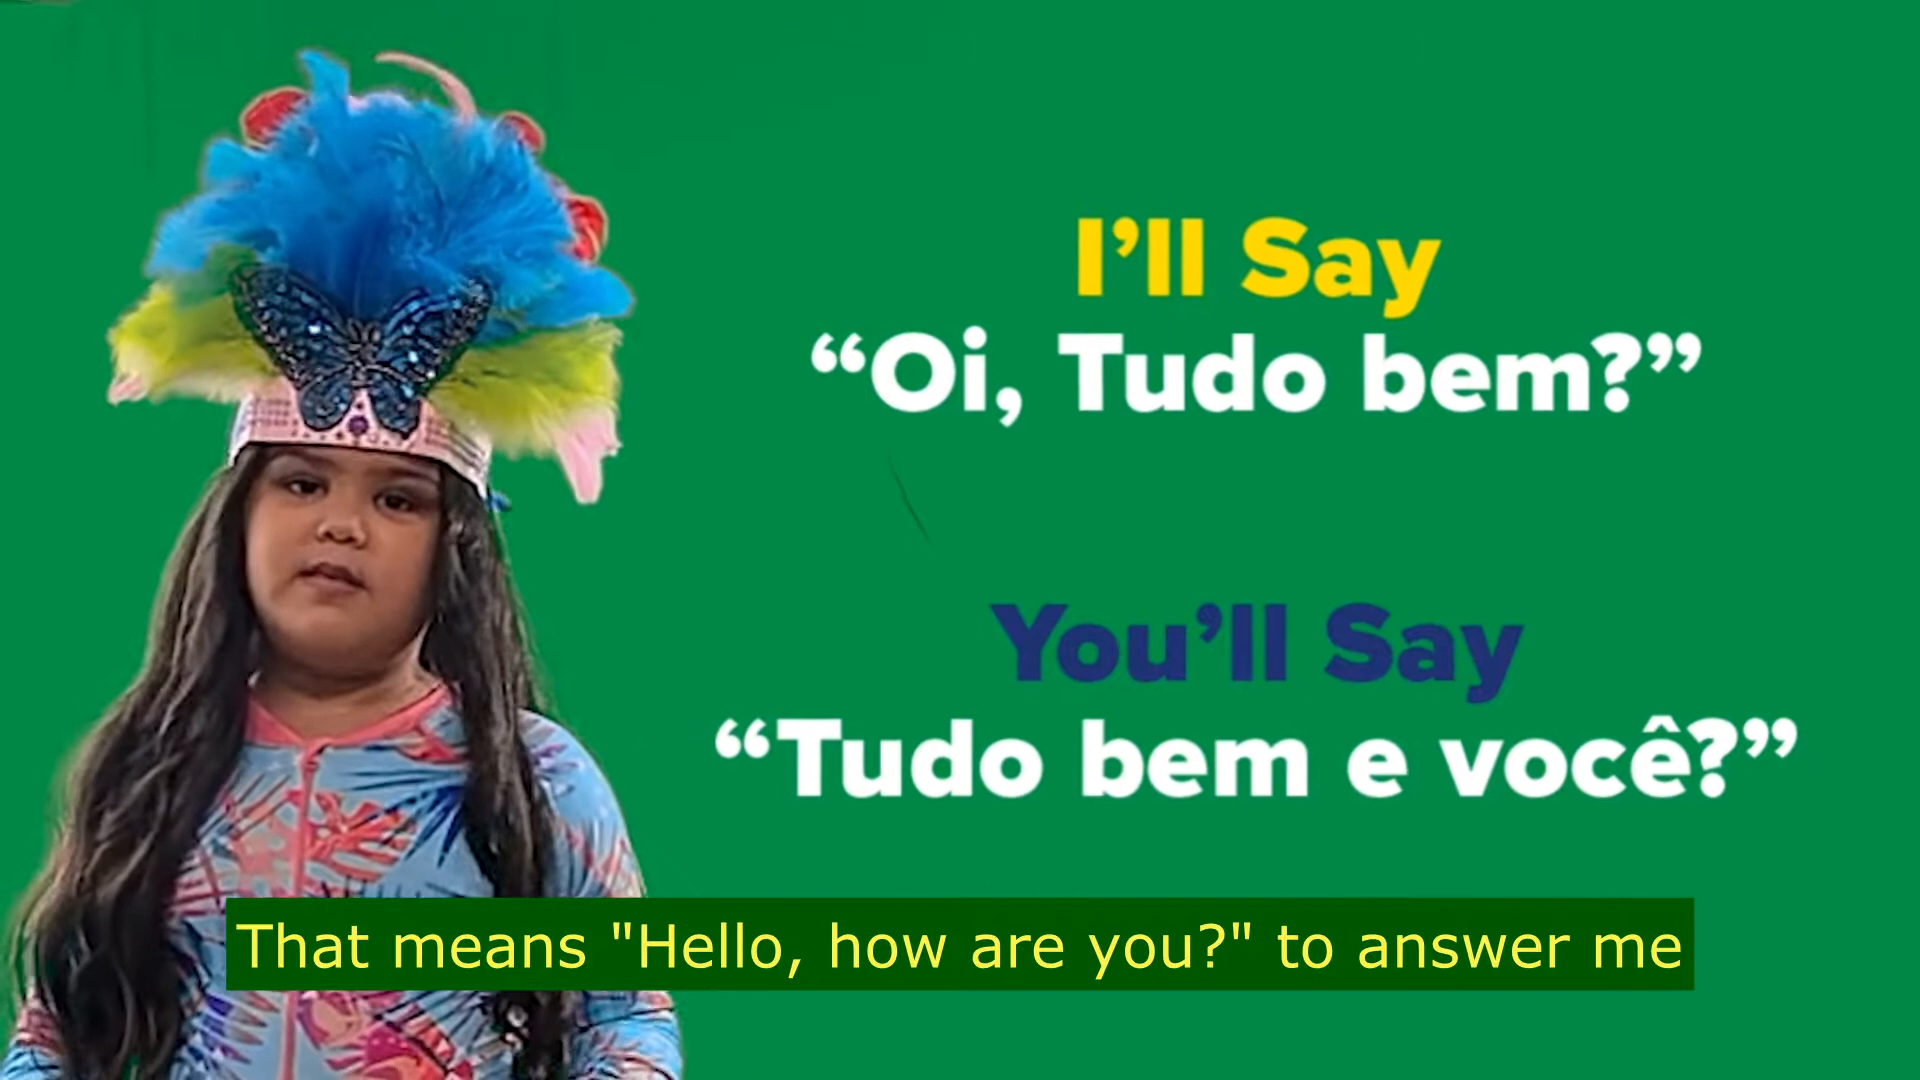 I’ll Say
“Oi, Tudo bem?”
You’ll Say
“Tudo bem e você?”
That means "Hello, how are you?" to answer me